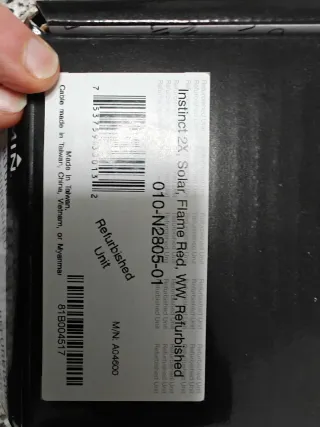 Instinct 2X, Solar, Flame Red, WW, Refurbished
010-N2805-01
Refurbished
Unit
M/N: A04600
Made in Taiwan.
Cable made in Taiwan, China, Vietnam, or Myanmar
81B004517